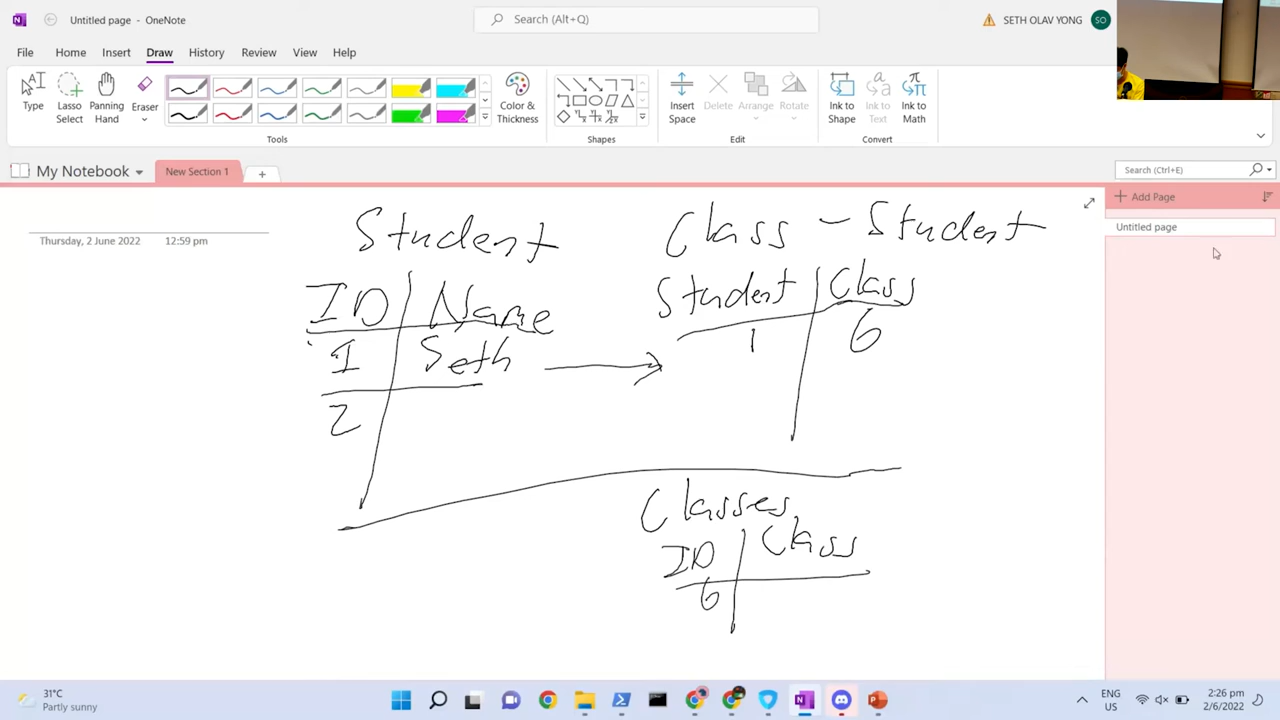 Untitled page - OneNote
Search (Alt+Q)
SETH OLAV YONG
SO
File Home Insert Draw History Review View Help
Type
Lasso Select
Panning Hand
Eraser
Color & Thickness
Insert Space
Delete
Arrange
Rotate
Ink to Shape
Ink to Text
Ink to Math
Tools
Shapes
Edit
Convert
My Notebook
New Section 1
Search (Ctrl+E)
Add Page
Untitled page
Thursday, 2 June 2022 12:59 pm
Student
ID Name
1 Seth
2
Class - Student
Student Class
1 6
Classes
ID Class
6
31°C
Partly sunny
ENG
US
2:26 pm
2/6/2022